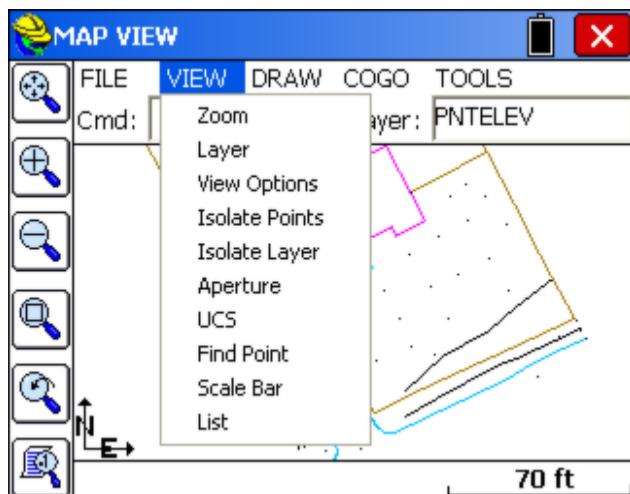 MAP VIEW
FILE VIEW DRAW COGO TOOLS
Cmd: ayer: PNTELEV
Zoom
Layer
View Options
Isolate Points
Isolate Layer
Aperture
UCS
Find Point
Scale Bar
List
N
E
70 ft